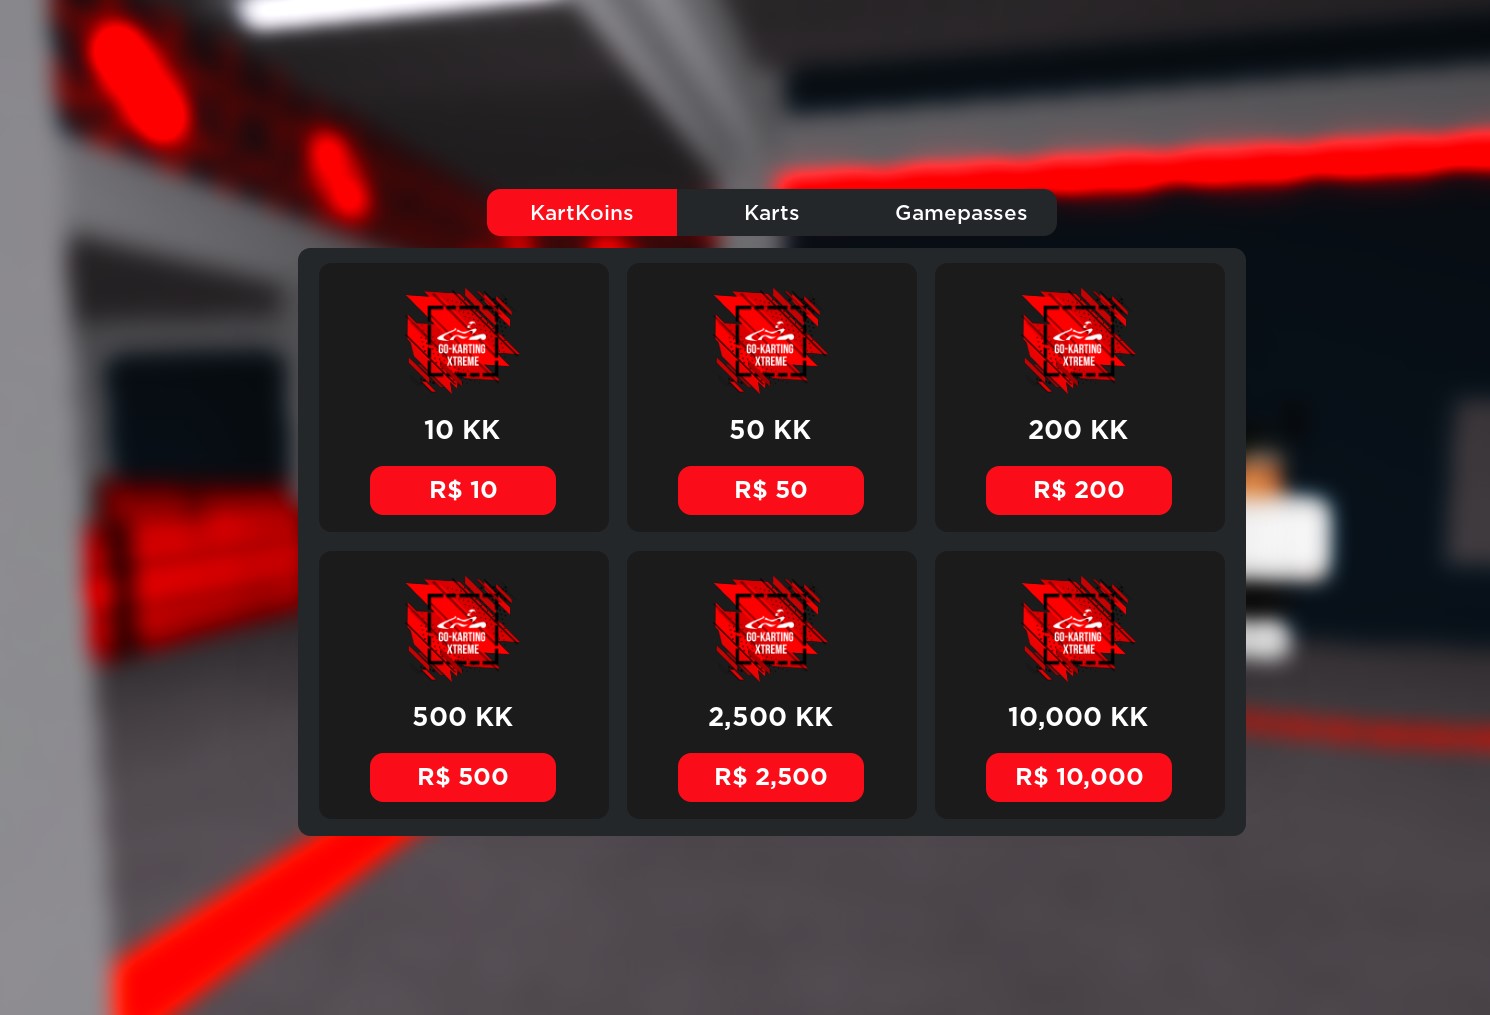 KartKoins Karts Gamepasses
GO-KARTING GO-KARTING GO-KARTING
XTREME XTREME XTREME
10 KK 50 KK 200 KK
R$ 10 R$ 50 R$ 200
GO-KARTING GO-KARTING GO-KARTING
XTREME XTREME XTREME
500 KK 2,500 KK 10,000 KK
R$ 500 R$ 2,500 R$ 10,000